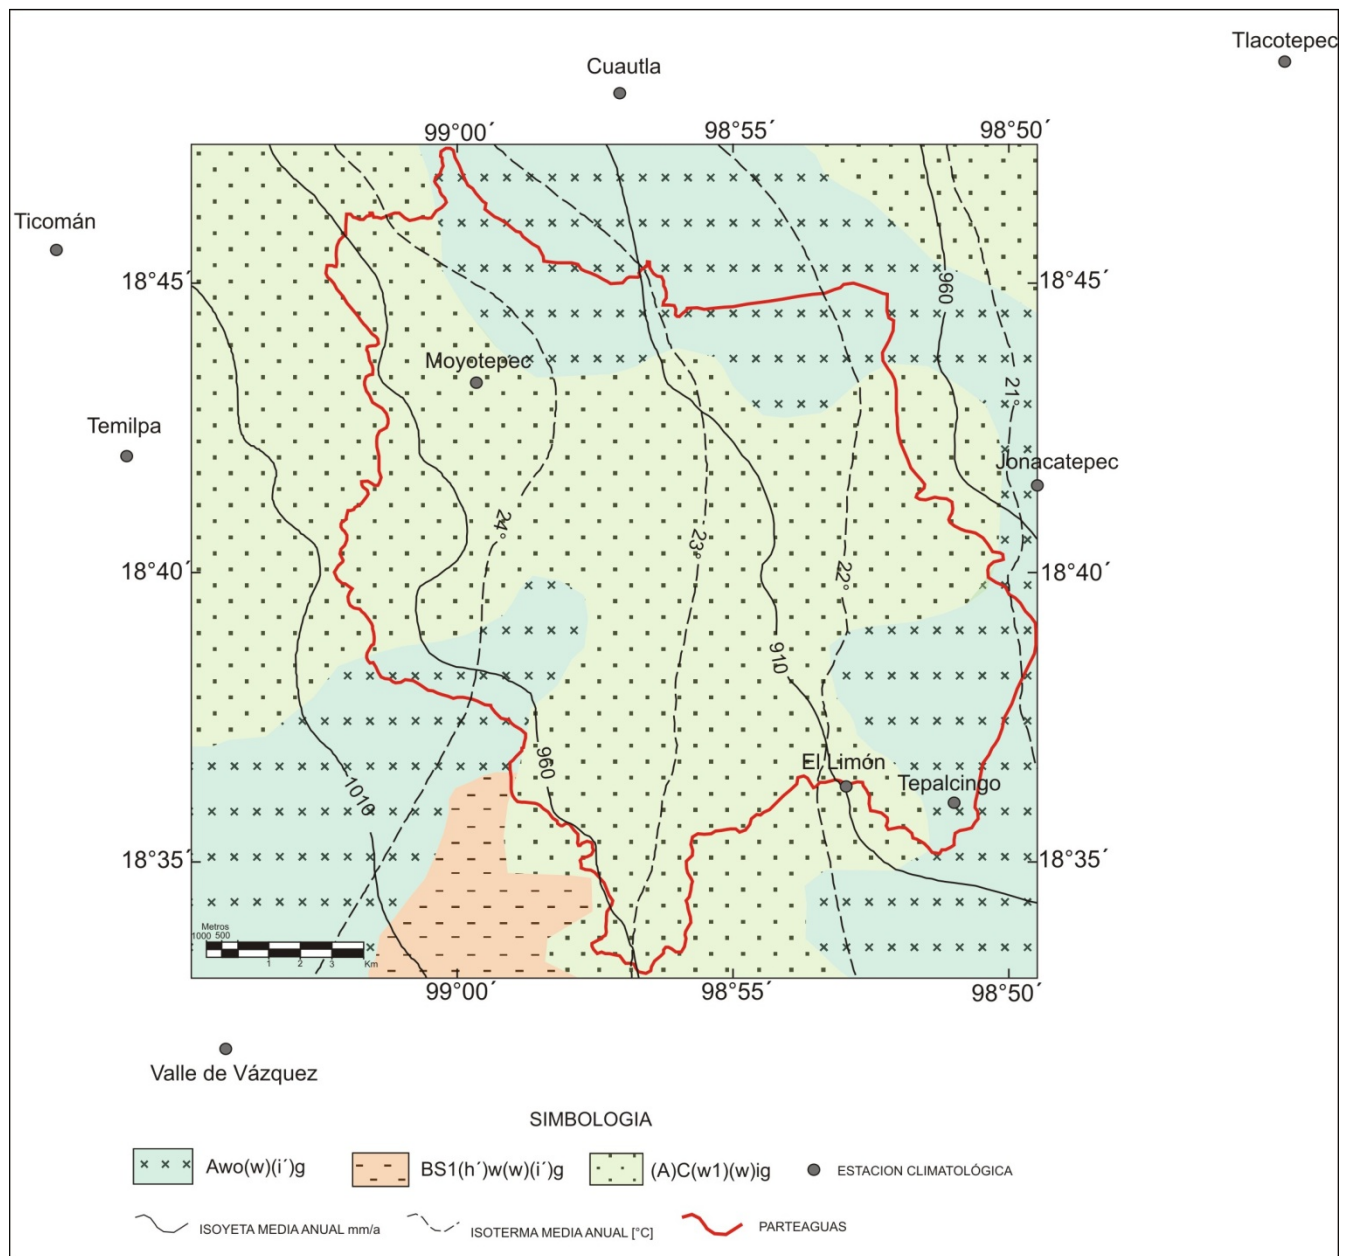 Tlacotepec
Cuautla
99°00´ 98°55´ 98°50´
Ticomán
18°45´ 18°45´
960
Moyotepec
21°
Temilpa
Jonacatepec
24°
23°
18°40´ 18°40´
22°
910
960
El Limón
1010
Tepalcingo
18°35´ 18°35´
Metros
1000 500
1 2 3 Km
99°00´ 98°55´ 98°50´
Valle de Vázquez
SIMBOLOGIA
Awo(w)(i´)g BS1(h´)w(w)(i´)g (A)C(w1)(w)ig ESTACION CLIMATOLÓGICA
ISOYETA MEDIA ANUAL mm/a ISOTERMA MEDIA ANUAL [°C] PARTEAGUAS